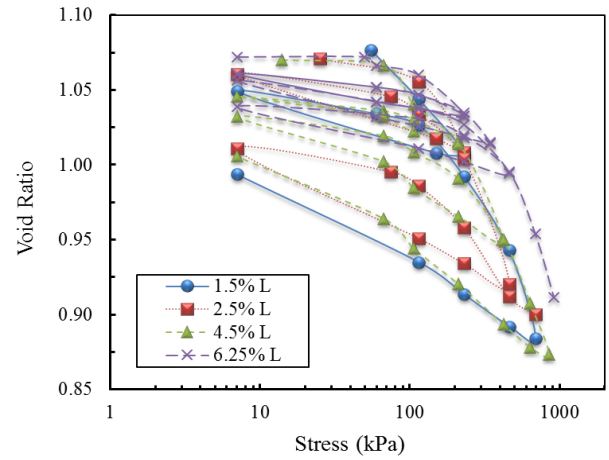 1.10
1.05
1.00
0.95
0.90
0.85
Void Ratio
1.5% L
2.5% L
4.5% L
6.25% L
1 10 100 1000
Stress (kPa)